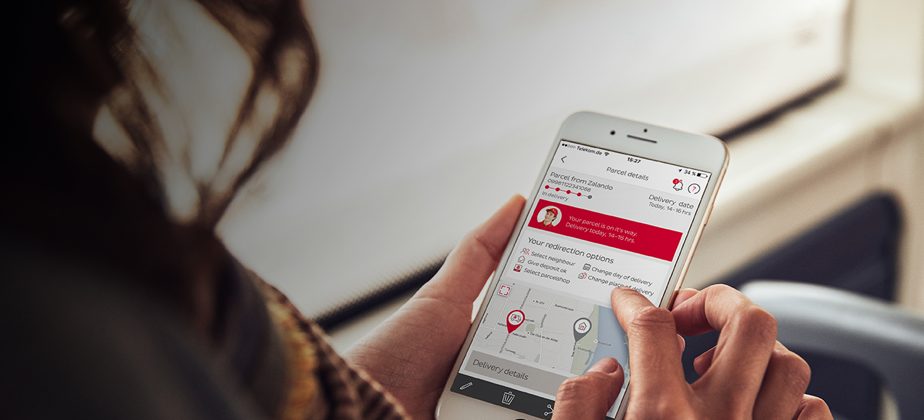 Telekom.de
15:27
34 %
Parcel details
Parcel from Zalando
In delivery
Delivery date
Today, 14-16 hrs.
Your parcel is on it's way.
Delivery today, 14-16 hrs.
Your redirection options
Select neighbour
Give deposit ok
Select parcelshop
Change day of delivery
Change place of delivery
Delivery details